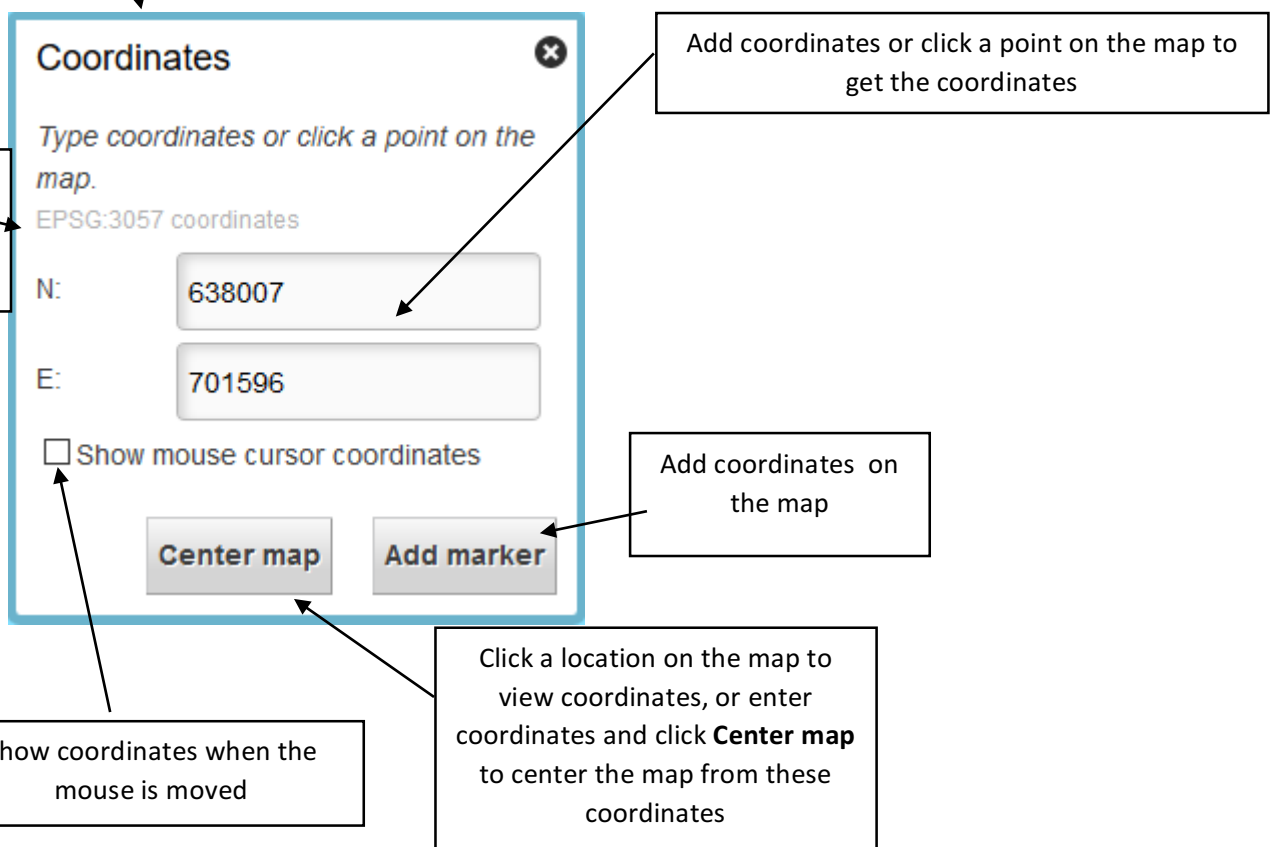 Coordinates
Type coordinates or click a point on the
map.
EPSG:3057 coordinates
N:
638007
E:
701596
Show mouse cursor coordinates
Center map
Add marker
Add coordinates or click a point on the map to
get the coordinates
Add coordinates on
the map
Click a location on the map to
view coordinates, or enter
coordinates and click Center map
to center the map from these
coordinates
how coordinates when the
mouse is moved